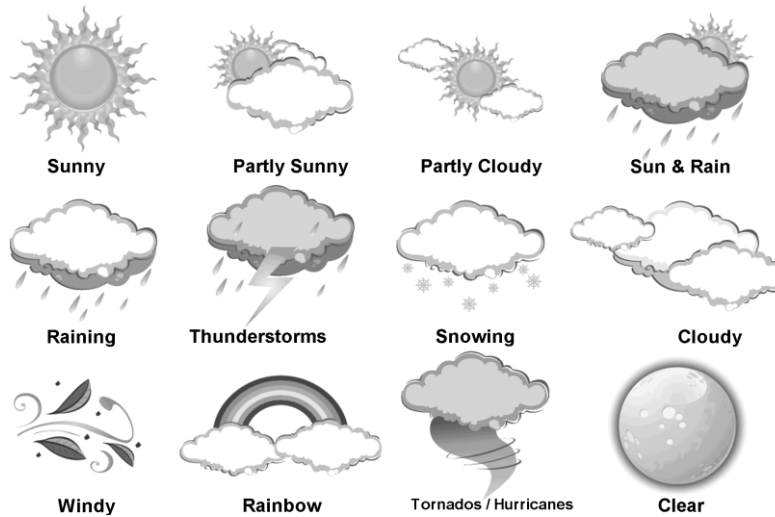 Sunny
Partly Sunny
Partly Cloudy
Sun & Rain
Raining
Thunderstorms
Snowing
Cloudy
Windy
Rainbow
Tornados / Hurricanes
Clear